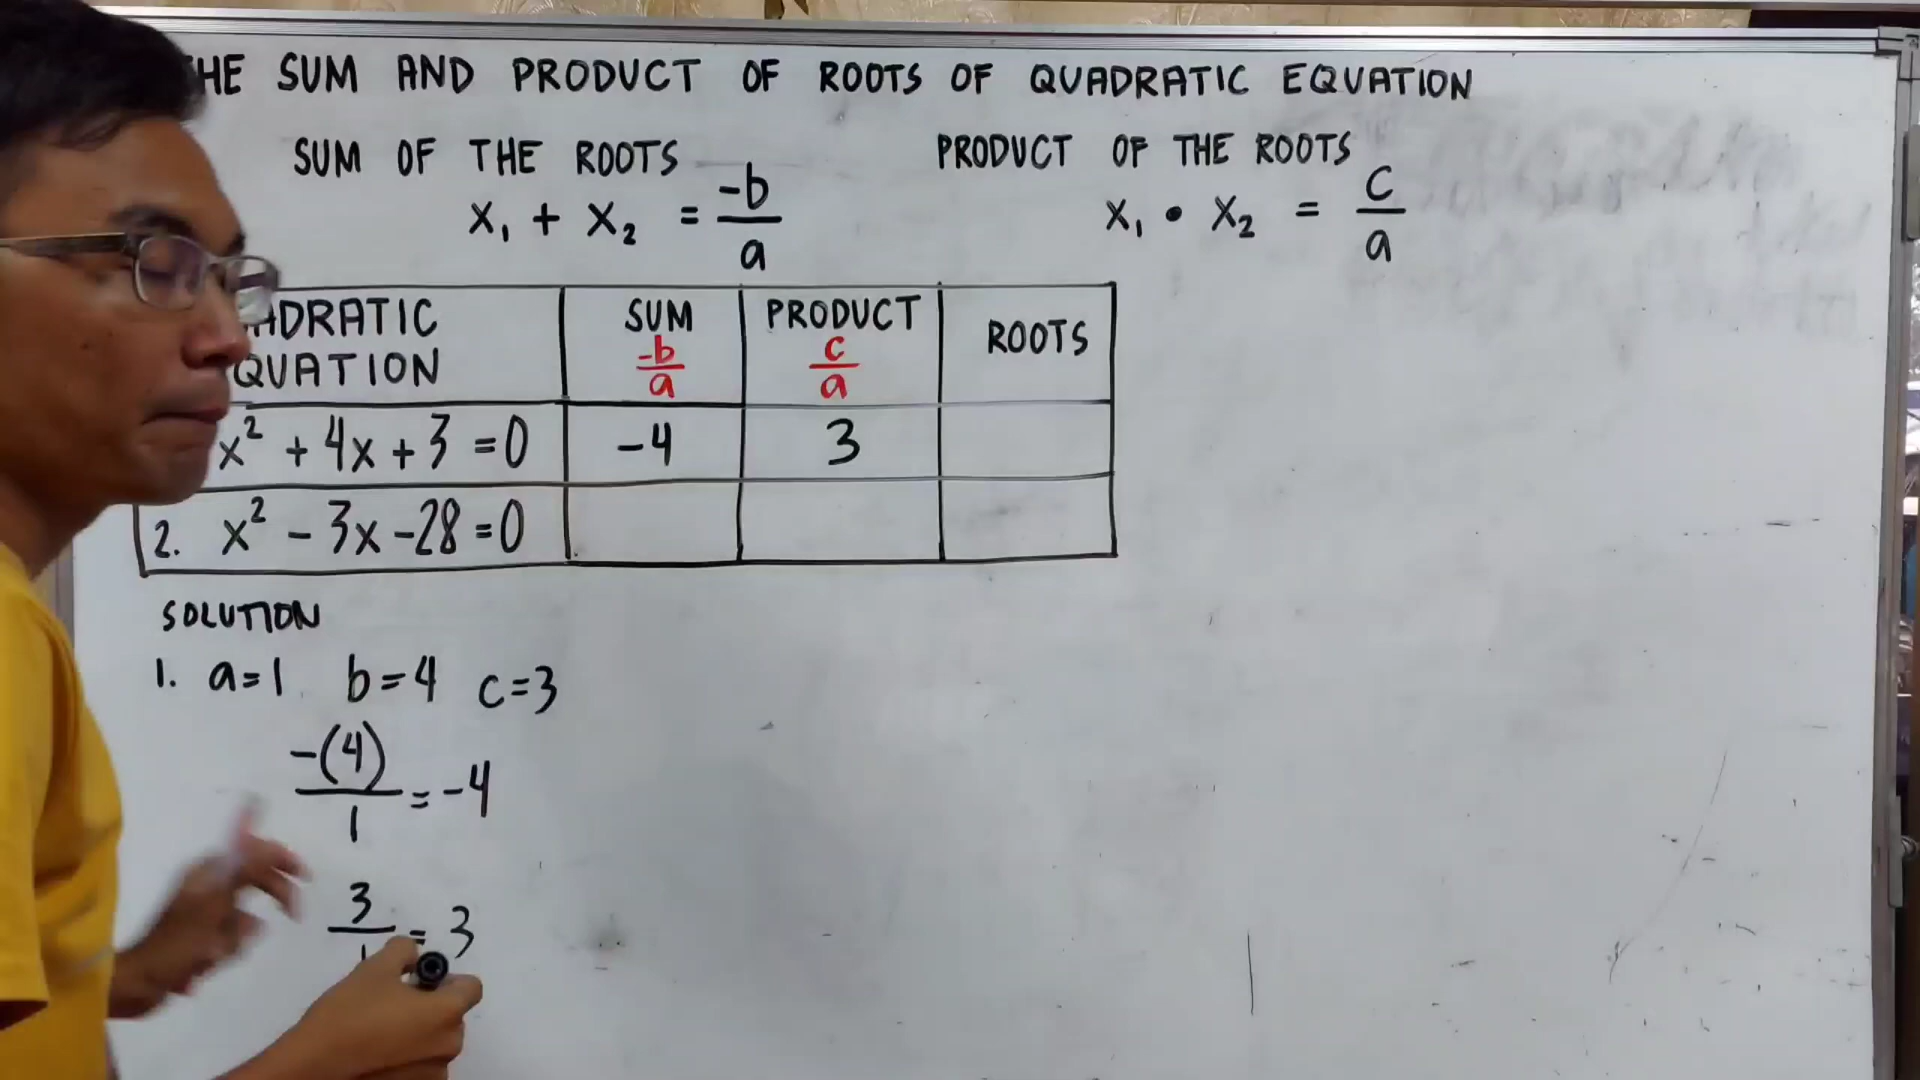 HE SUM AND PRODUCT OF ROOTS OF QUADRATIC EQUATION
SUM OF THE ROOTS
x₁ + x₂ = -b/a
PRODUCT OF THE ROOTS
x₁ • x₂ = c/a
ADRATIC
QUATION
SUM
-b/a
PRODUCT
c/a
ROOTS
x² + 4x + 3 = 0
-4
3
2. x² - 3x - 28 = 0
SOLUTION
1. a=1 b=4 c=3
-(4)/1 = -4
3/1 = 3